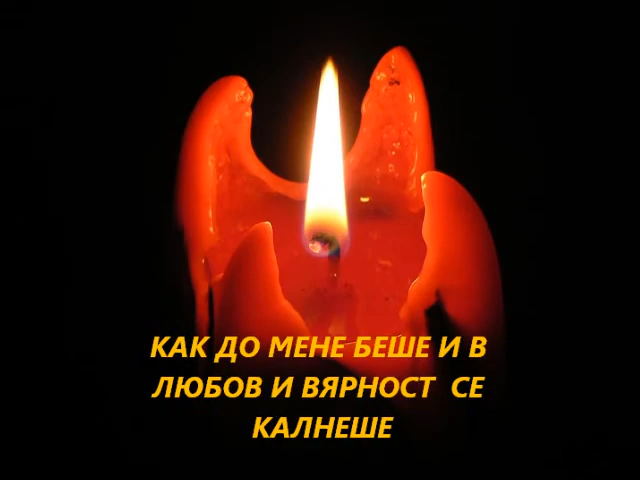 КАК ДО МЕНЕ БЕШЕ И В
ЛЮБОВ И ВЯРНОСТ СЕ
КАЛНЕШЕ